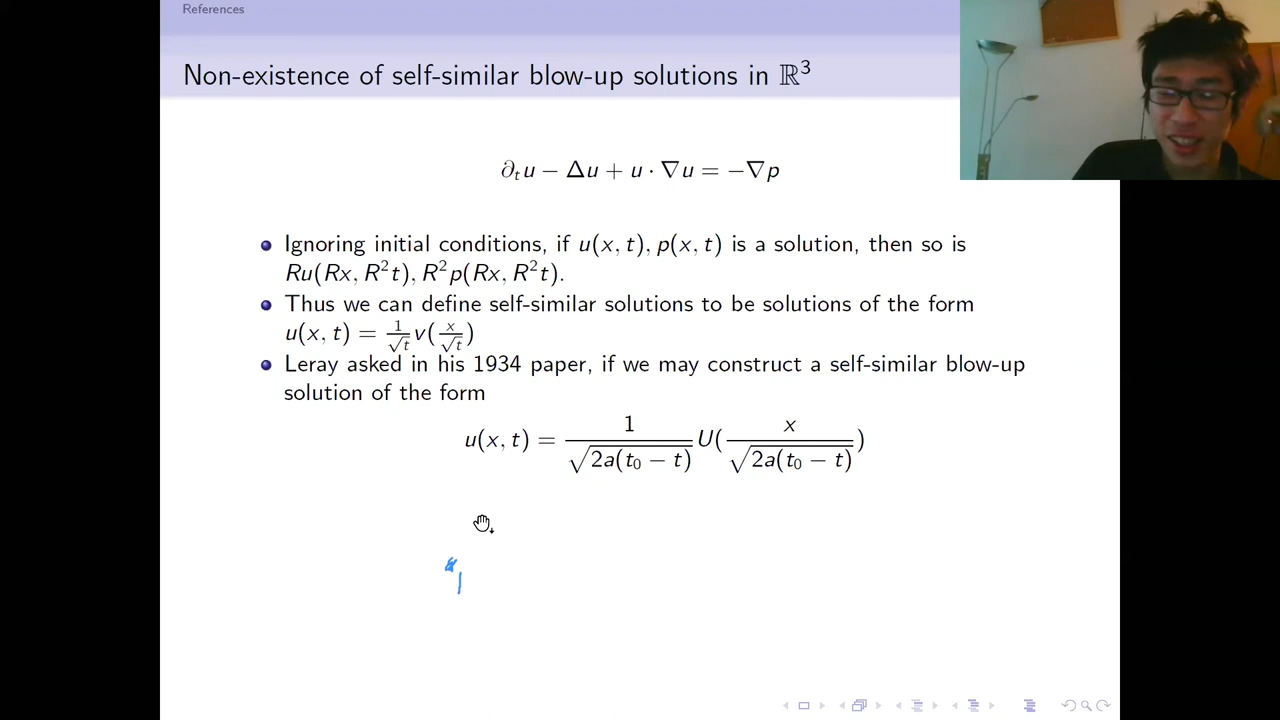 References
Non-existence of self-similar blow-up solutions in ℝ³
∂ₜu − Δu + u · ∇u = −∇p
Ignoring initial conditions, if u(x, t), p(x, t) is a solution, then so is
Ru(Rx, R²t), R²p(Rx, R²t).
Thus we can define self-similar solutions to be solutions of the form
u(x, t) = 1/√t v(x/√t)
Leray asked in his 1934 paper, if we may construct a self-similar blow-up
solution of the form
u(x, t) = 1/√(2a(t₀ − t)) U(x/√(2a(t₀ − t)))